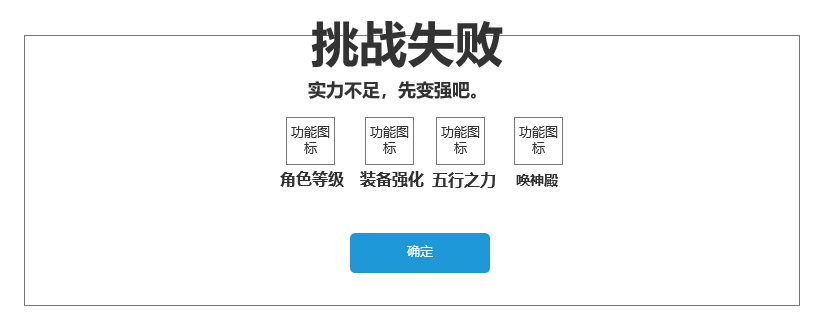 挑战失败
实力不足，先变强吧。
功能图标 功能图标 功能图标 功能图标
角色等级 装备强化 五行之力 唤神殿
确定